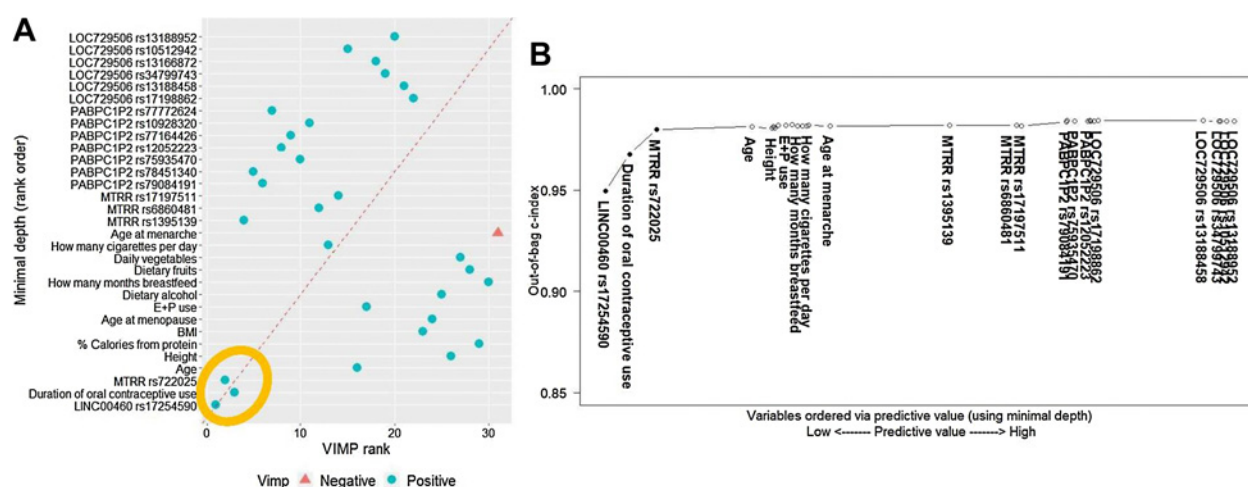 A
Minimal depth (rank order)
LOC729506 rs13188952
LOC729506 rs10512942
LOC729506 rs13166872
LOC729506 rs34799743
LOC729506 rs13188458
LOC729506 rs17198862
PABPC1P2 rs77772624
PABPC1P2 rs10928320
PABPC1P2 rs77164426
PABPC1P2 rs12052223
PABPC1P2 rs75935470
PABPC1P2 rs78451340
PABPC1P2 rs79084191
MTRR rs17197511
MTRR rs6860481
MTRR rs1395139
Age at menarche
How many cigarettes per day
Daily vegetables
Dietary fruits
How many months breastfeed
Dietary alcohol
E+P use
Age at menopause
BMI
% Calories from protein
Height
Age
MTRR rs722025
Duration of oral contraceptive use
LINC00460 rs17254590
0 10 20 30
VIMP rank
Vimp Negative Positive
B
Out-of-bag c-index
1.00
0.95
0.90
0.85
LINC00460 rs17254590
Duration of oral contraceptive use
MTRR rs722025
Age
Height
E+P use
How many months breastfeed
How many cigarettes per day
Age at menarche
MTRR rs1395139
MTRR rs6860481
MTRR rs17197511
PABPC1P2 rs79084191
PABPC1P2 rs75935470
PABPC1P2 rs12052223
LOC729506 rs17198862
LOC729506 rs13188458
LOC729506 rs34799743
LOC729506 rs13188952
Variables ordered via predictive value (using minimal depth)
Low <------- Predictive value -------> High